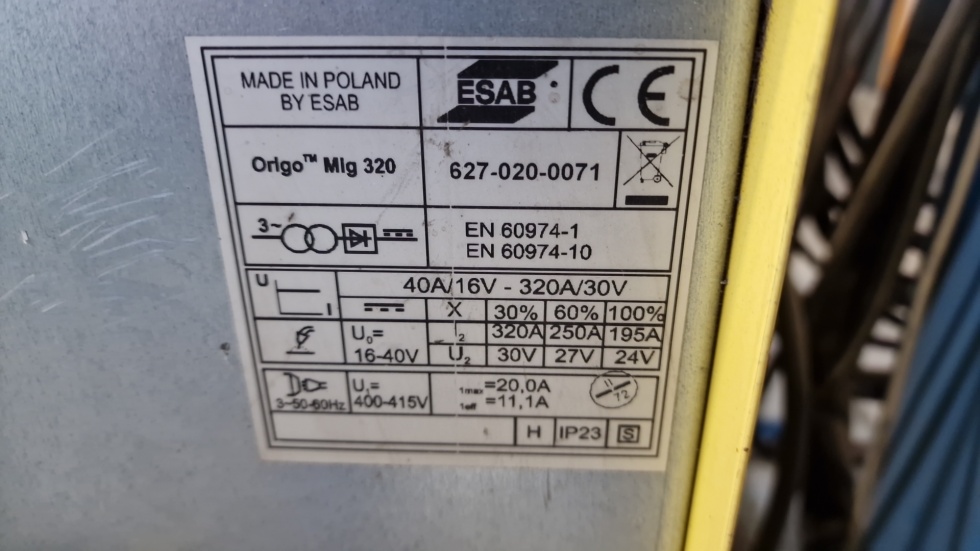 MADE IN POLAND
BY ESAB
ESAB
CE
Origo™ Mig 320
627-020-0071
3~
EN 60974-1
EN 60974-10
U
I
40A/16V - 320A/30V
X 30% 60% 100%
U₀=
16-40V
I₂ 320A 250A 195A
U₂ 30V 27V 24V
3~50-60Hz
U₁=
400-415V
I1max=20,0A
I1eff=11,1A
H IP23 S